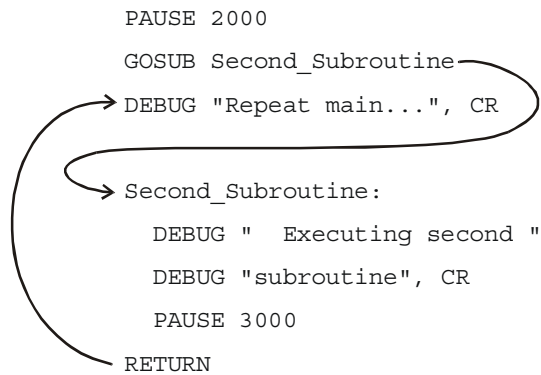 PAUSE 2000
GOSUB Second_Subroutine
DEBUG "Repeat main...", CR
Second_Subroutine:
DEBUG "  Executing second "
DEBUG "subroutine", CR
PAUSE 3000
RETURN